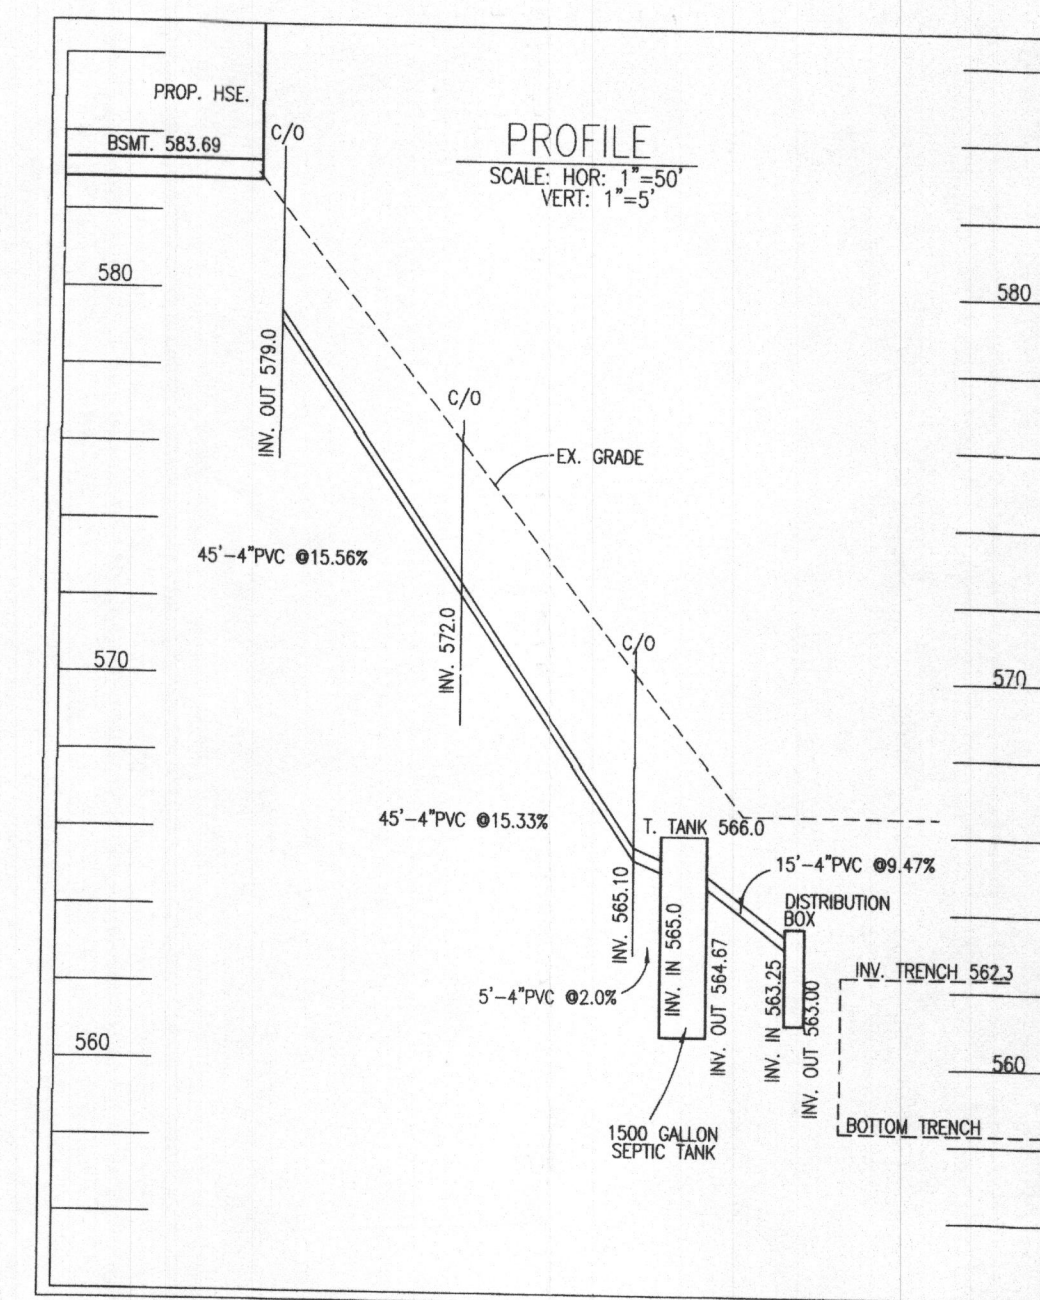 PROP. HSE.
BSMT. 583.69
C/O
PROFILE
SCALE: HOR: 1"=50'
VERT: 1"=5'
580
580
INV. OUT 579.0
C/O
EX. GRADE
45'-4"PVC @15.56%
INV. 572.0
C/O
570
570
45'-4"PVC @15.33%
T. TANK 566.0
15'-4"PVC @9.47%
INV. 565.10
DISTRIBUTION
BOX
INV. IN 565.0
INV. OUT 564.67
INV. IN 563.25
INV. OUT 563.00
INV. TRENCH 562.3
5'-4"PVC @2.0%
560
560
BOTTOM TRENCH
1500 GALLON
SEPTIC TANK